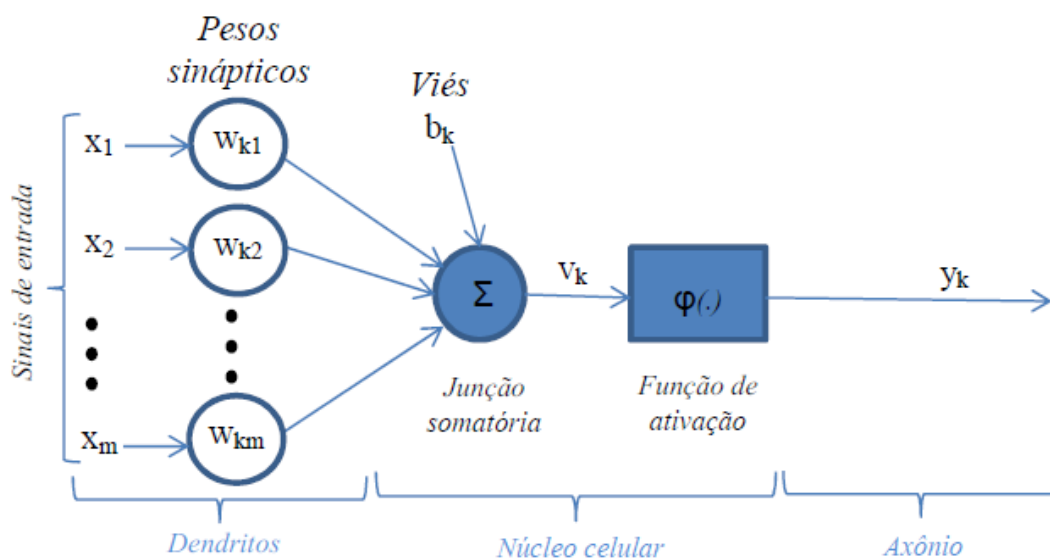 Pesos
sinápticos
Viés
bₖ
Sinais de entrada
x₁
wₖ₁
x₂
wₖ₂
xₘ
wₖₘ
Σ
vₖ
φ(.)
yₖ
Junção
somatória
Função de
ativação
Dendritos
Núcleo celular
Axônio